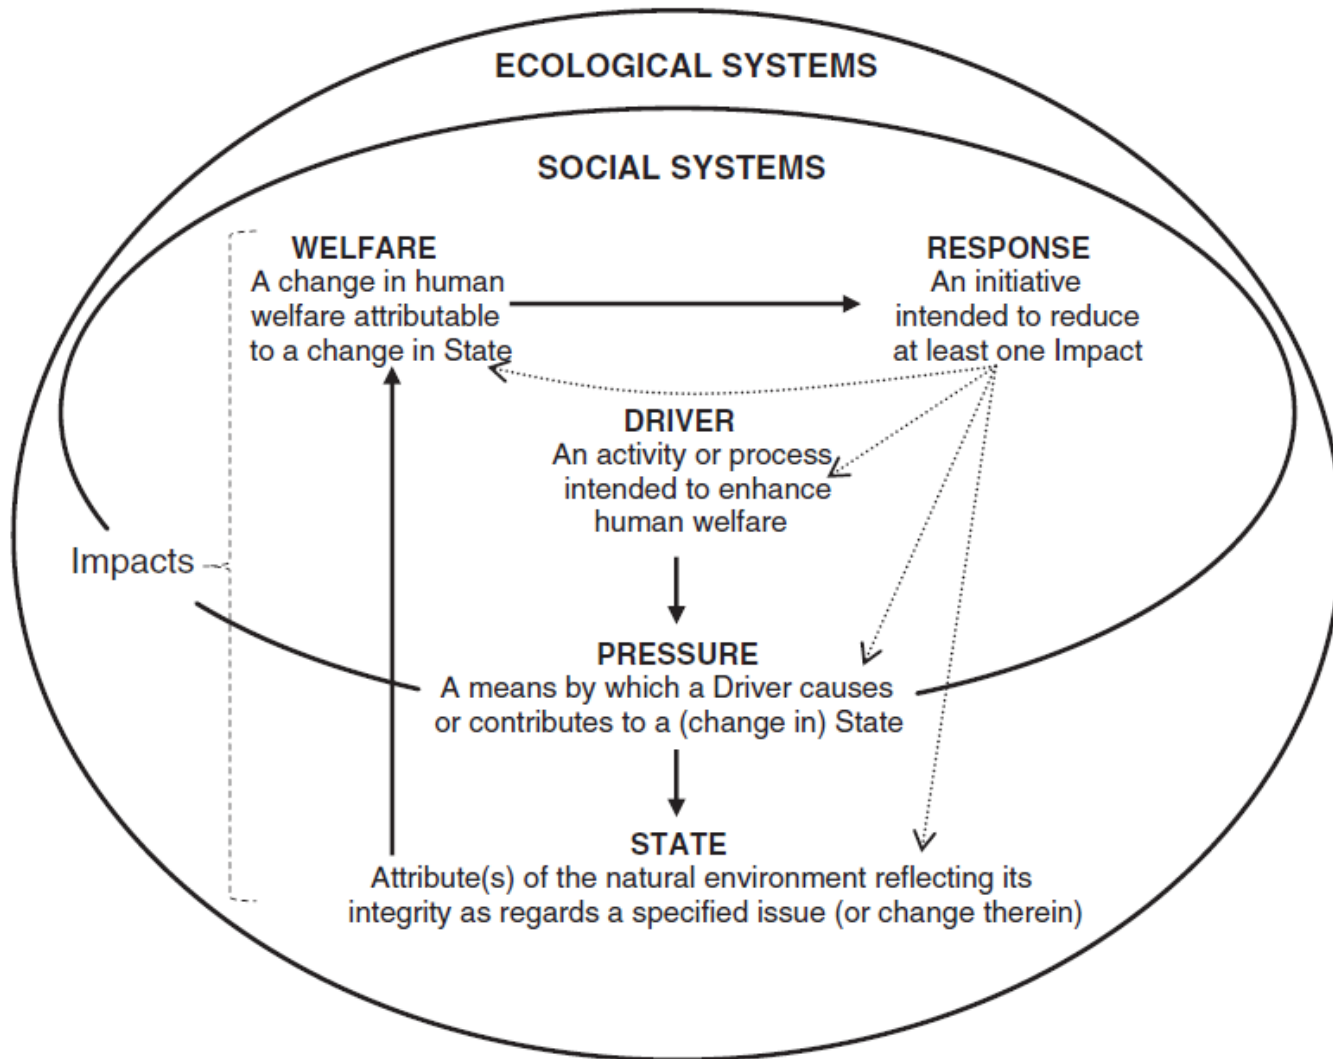 ECOLOGICAL SYSTEMS
SOCIAL SYSTEMS
WELFARE
A change in human
welfare attributable
to a change in State
RESPONSE
An initiative
intended to reduce
at least one Impact
DRIVER
An activity or process
intended to enhance
human welfare
Impacts
PRESSURE
A means by which a Driver causes
or contributes to a (change in) State
STATE
Attribute(s) of the natural environment reflecting its
integrity as regards a specified issue (or change therein)